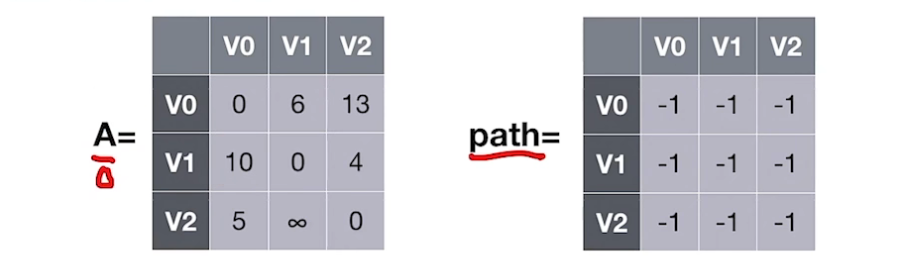 V0 V1 V2
V0 0 6 13
A=
V1 10 0 4
V2 5 ∞ 0
V0 V1 V2
V0 -1 -1 -1
path=
V1 -1 -1 -1
V2 -1 -1 -1